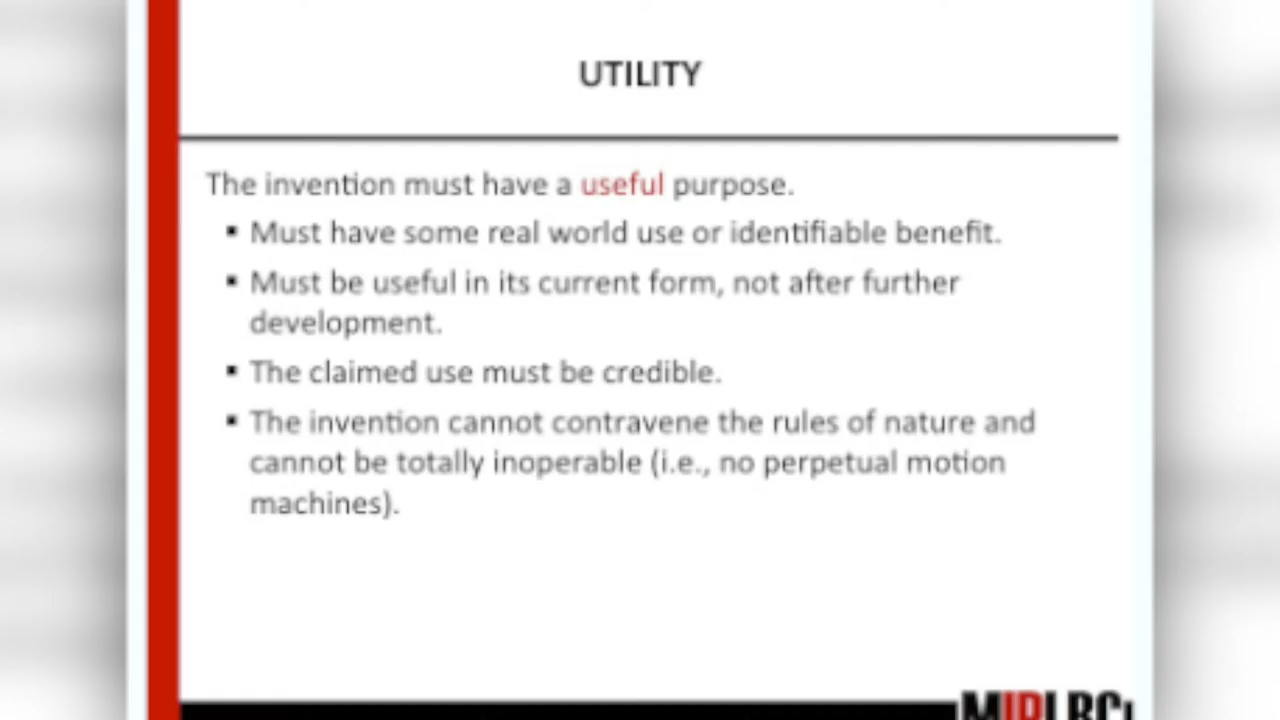 UTILITY
The invention must have a useful purpose.
▪ Must have some real world use or identifiable benefit.
▪ Must be useful in its current form, not after further
development.
▪ The claimed use must be credible.
▪ The invention cannot contravene the rules of nature and
cannot be totally inoperable (i.e., no perpetual motion
machines).